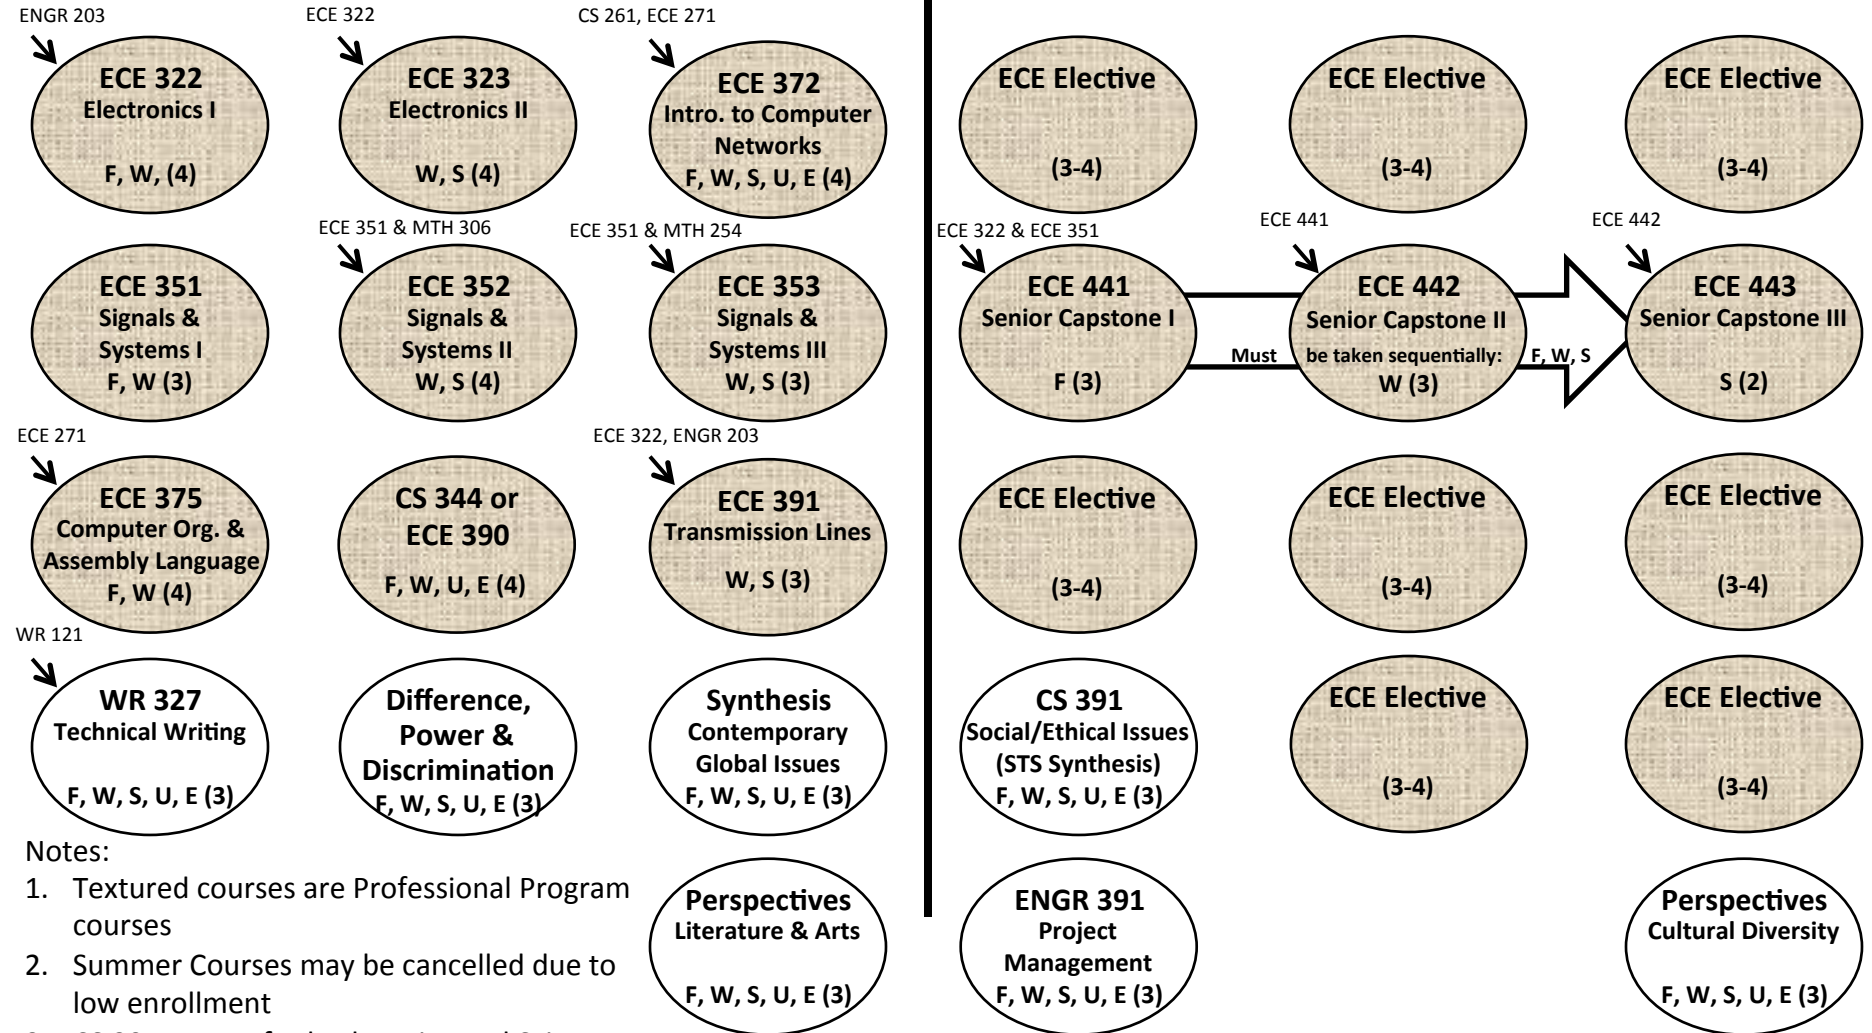 ENGR 203
ECE 322
Electronics I
F, W, (4)
ECE 322
ECE 323
Electronics II
W, S (4)
CS 261, ECE 271
ECE 372
Intro. to Computer
Networks
F, W, S, U, E (4)
ECE Elective
(3-4)
ECE Elective
(3-4)
ECE Elective
(3-4)
ECE 351
Signals &
Systems I
F, W (3)
ECE 351 & MTH 306
ECE 352
Signals &
Systems II
W, S (4)
ECE 351 & MTH 254
ECE 353
Signals &
Systems III
W, S (3)
ECE 322 & ECE 351
ECE 441
Senior Capstone I
F (3)
Must
ECE 441
ECE 442
Senior Capstone II
be taken sequentially:
W (3)
F, W, S
ECE 442
ECE 443
Senior Capstone III
S (2)
ECE 271
ECE 375
Computer Org. &
Assembly Language
F, W (4)
CS 344 or
ECE 390
F, W, U, E (4)
ECE 322, ENGR 203
ECE 391
Transmission Lines
W, S (3)
ECE Elective
(3-4)
ECE Elective
(3-4)
ECE Elective
(3-4)
WR 121
WR 327
Technical Writing
F, W, S, U, E (3)
Difference,
Power &
Discrimination
F, W, S, U, E (3)
Synthesis
Contemporary
Global Issues
F, W, S, U, E (3)
CS 391
Social/Ethical Issues
(STS Synthesis)
F, W, S, U, E (3)
ECE Elective
(3-4)
ECE Elective
(3-4)
Notes:
1. Textured courses are Professional Program
courses
2. Summer Courses may be cancelled due to
low enrollment
Perspectives
Literature & Arts
F, W, S, U, E (3)
ENGR 391
Project
Management
F, W, S, U, E (3)
Perspectives
Cultural Diversity
F, W, S, U, E (3)